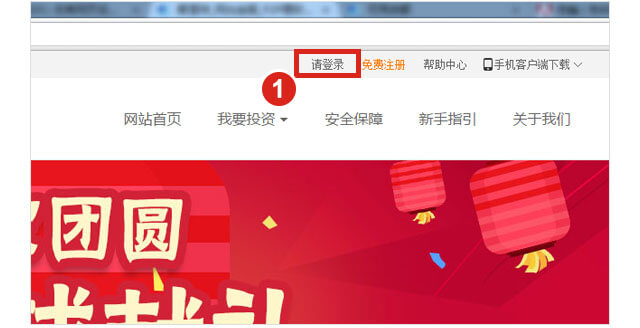 请登录 免费注册 帮助中心 手机客户端下载
1
网站首页 我要投资 安全保障 新手指引 关于我们
团圆